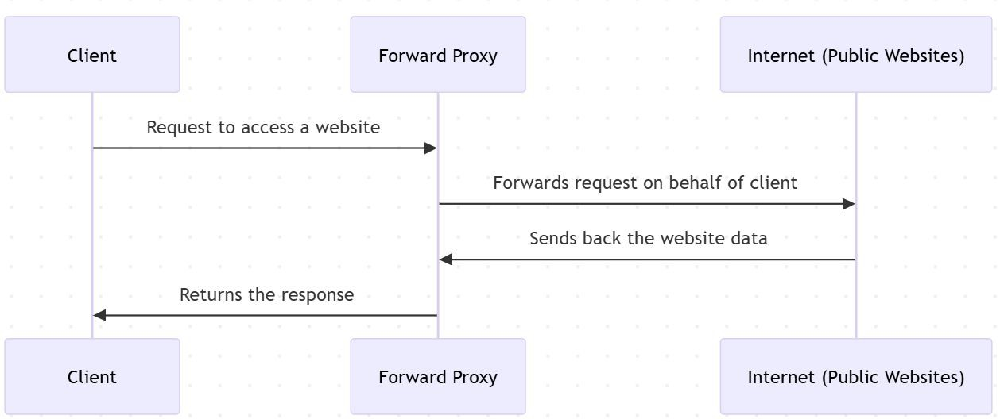 Client
Forward Proxy
Internet (Public Websites)
Request to access a website
Forwards request on behalf of client
Sends back the website data
Returns the response
Client
Forward Proxy
Internet (Public Websites)